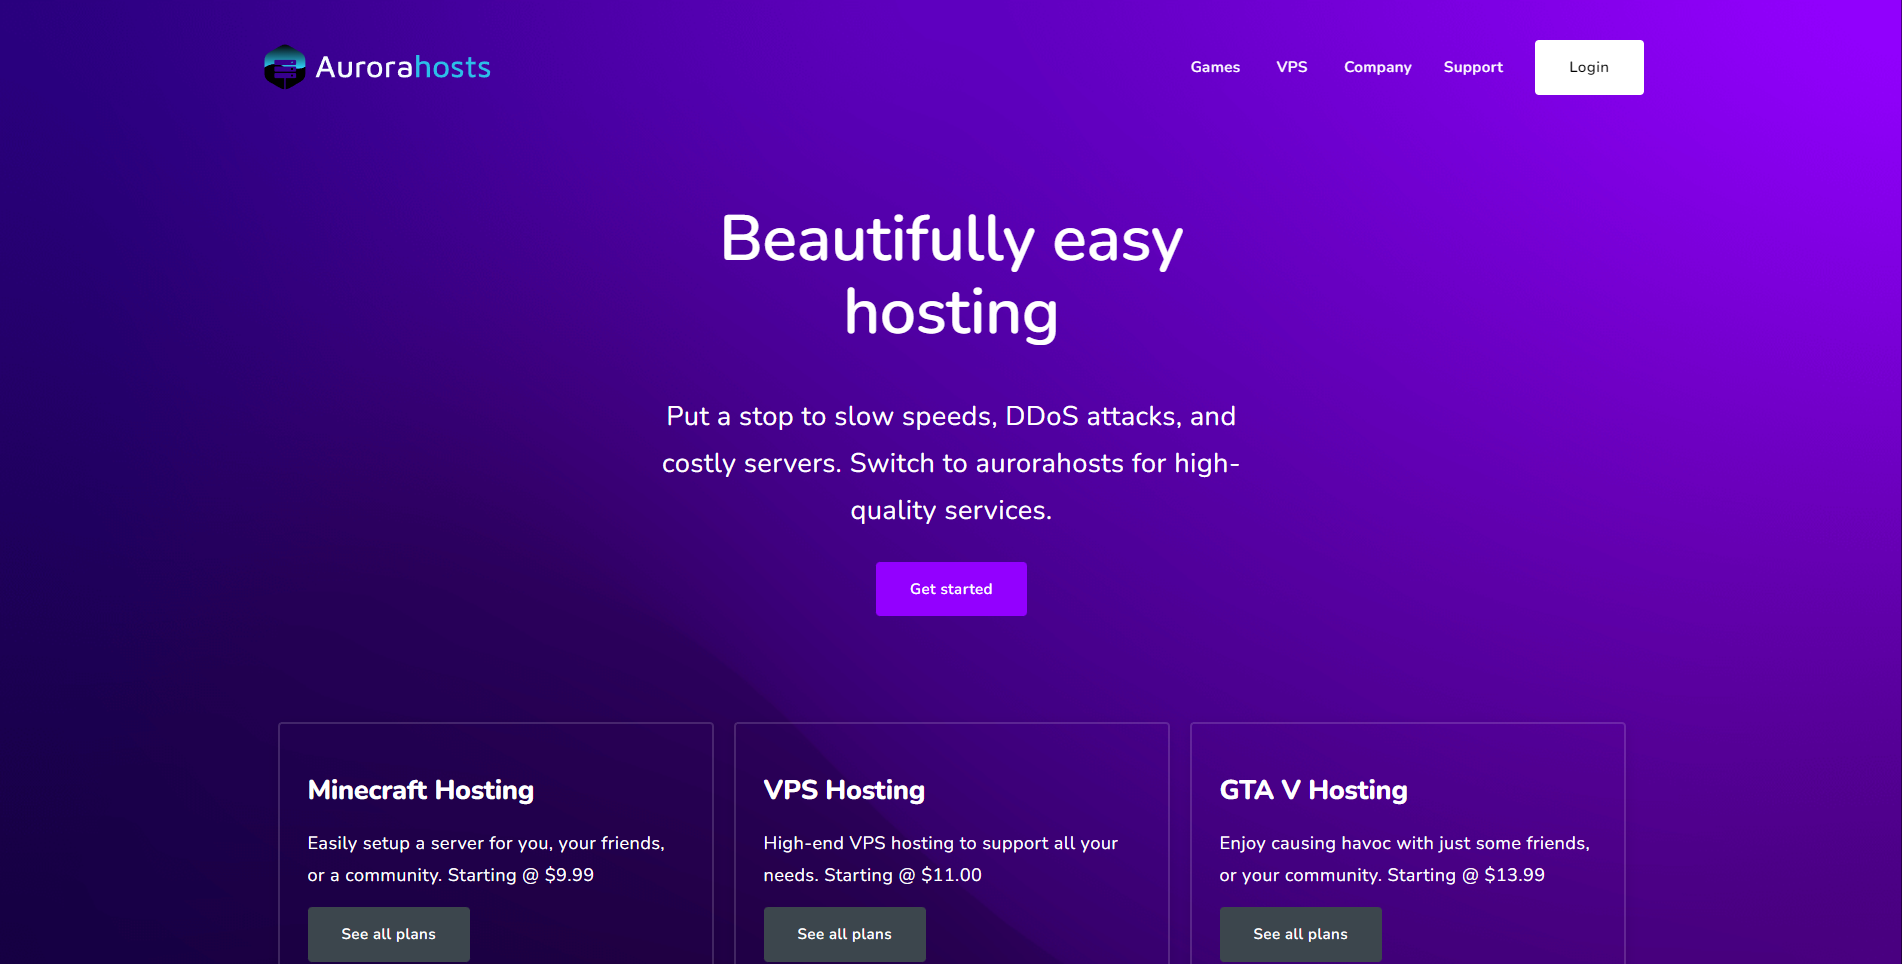 Aurorahosts
Games VPS Company Support Login
Beautifully easy
hosting
Put a stop to slow speeds, DDoS attacks, and
costly servers. Switch to aurorahosts for high-
quality services.
Get started
Minecraft Hosting
Easily setup a server for you, your friends,
or a community. Starting @ $9.99
See all plans
VPS Hosting
High-end VPS hosting to support all your
needs. Starting @ $11.00
See all plans
GTA V Hosting
Enjoy causing havoc with just some friends,
or your community. Starting @ $13.99
See all plans